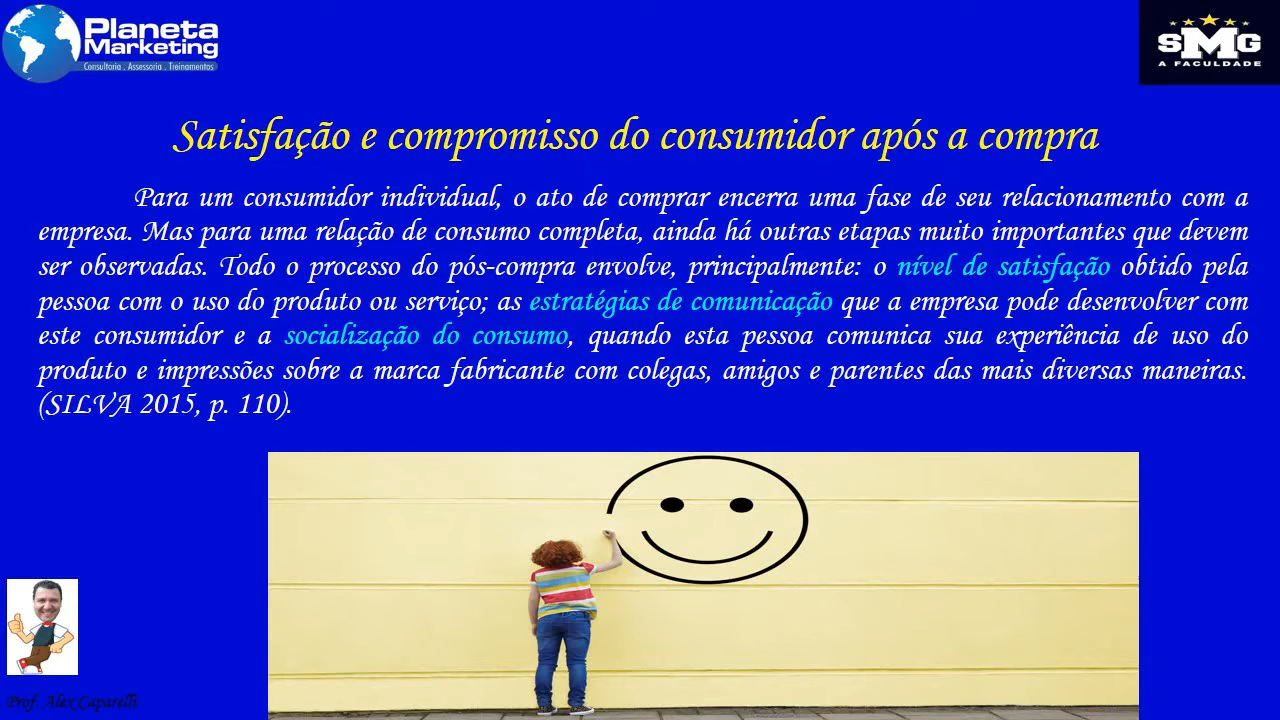 Planeta
Marketing
Consultoria . Assessoria . Treinamentos
SMG
A FACULDADE
Satisfação e compromisso do consumidor após a compra
Para um consumidor individual, o ato de comprar encerra uma fase de seu relacionamento com a
empresa. Mas para uma relação de consumo completa, ainda há outras etapas muito importantes que devem
ser observadas. Todo o processo do pós-compra envolve, principalmente: o nível de satisfação obtido pela
pessoa com o uso do produto ou serviço; as estratégias de comunicação que a empresa pode desenvolver com
este consumidor e a socialização do consumo, quando esta pessoa comunica sua experiência de uso do
produto e impressões sobre a marca fabricante com colegas, amigos e parentes das mais diversas maneiras.
(SILVA 2015, p. 110).
Prof. Alex Caparelli